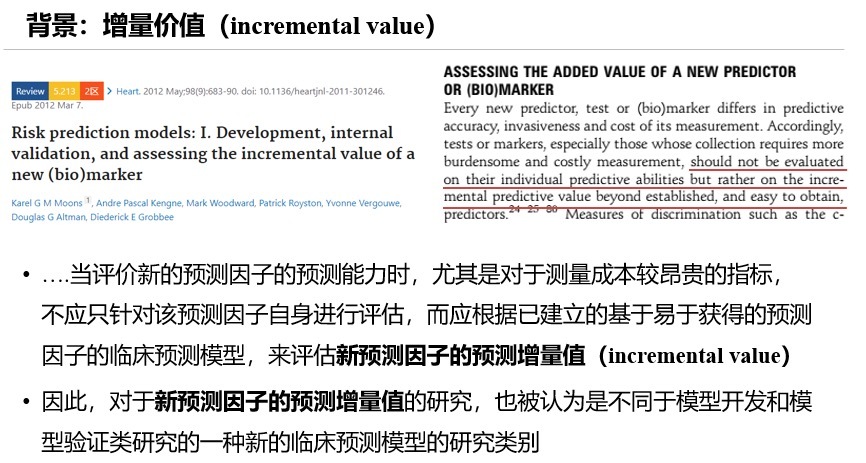 背景：增量价值（incremental value）
Review 5.213 2区 > Heart. 2012 May;98(9):683-90. doi: 10.1136/heartjnl-2011-301246.
Epub 2012 Mar 7.
Risk prediction models: I. Development, internal
validation, and assessing the incremental value of a
new (bio)marker
Karel G M Moons 1, Andre Pascal Kengne, Mark Woodward, Patrick Royston, Yvonne Vergouwe,
Douglas G Altman, Diederick E Grobbee
ASSESSING THE ADDED VALUE OF A NEW PREDICTOR
OR (BIO)MARKER
Every new predictor, test or (bio)marker differs in predictive
accuracy, invasiveness and cost of its measurement. Accordingly,
tests or markers, especially those whose collection requires more
burdensome and costly measurement, should not be evaluated
on their individual predictive abilities but rather on the incre-
mental predictive value beyond established, and easy to obtain,
predictors.24 25 80 Measures of discrimination such as the c-
• ….当评价新的预测因子的预测能力时，尤其是对于测量成本较昂贵的指标，
不应只针对该预测因子自身进行评估，而应根据已建立的基于易于获得的预测
因子的临床预测模型，来评估新预测因子的预测增量值（incremental value）
• 因此，对于新预测因子的预测增量值的研究，也被认为是不同于模型开发和模
型验证类研究的一种新的临床预测模型的研究类别